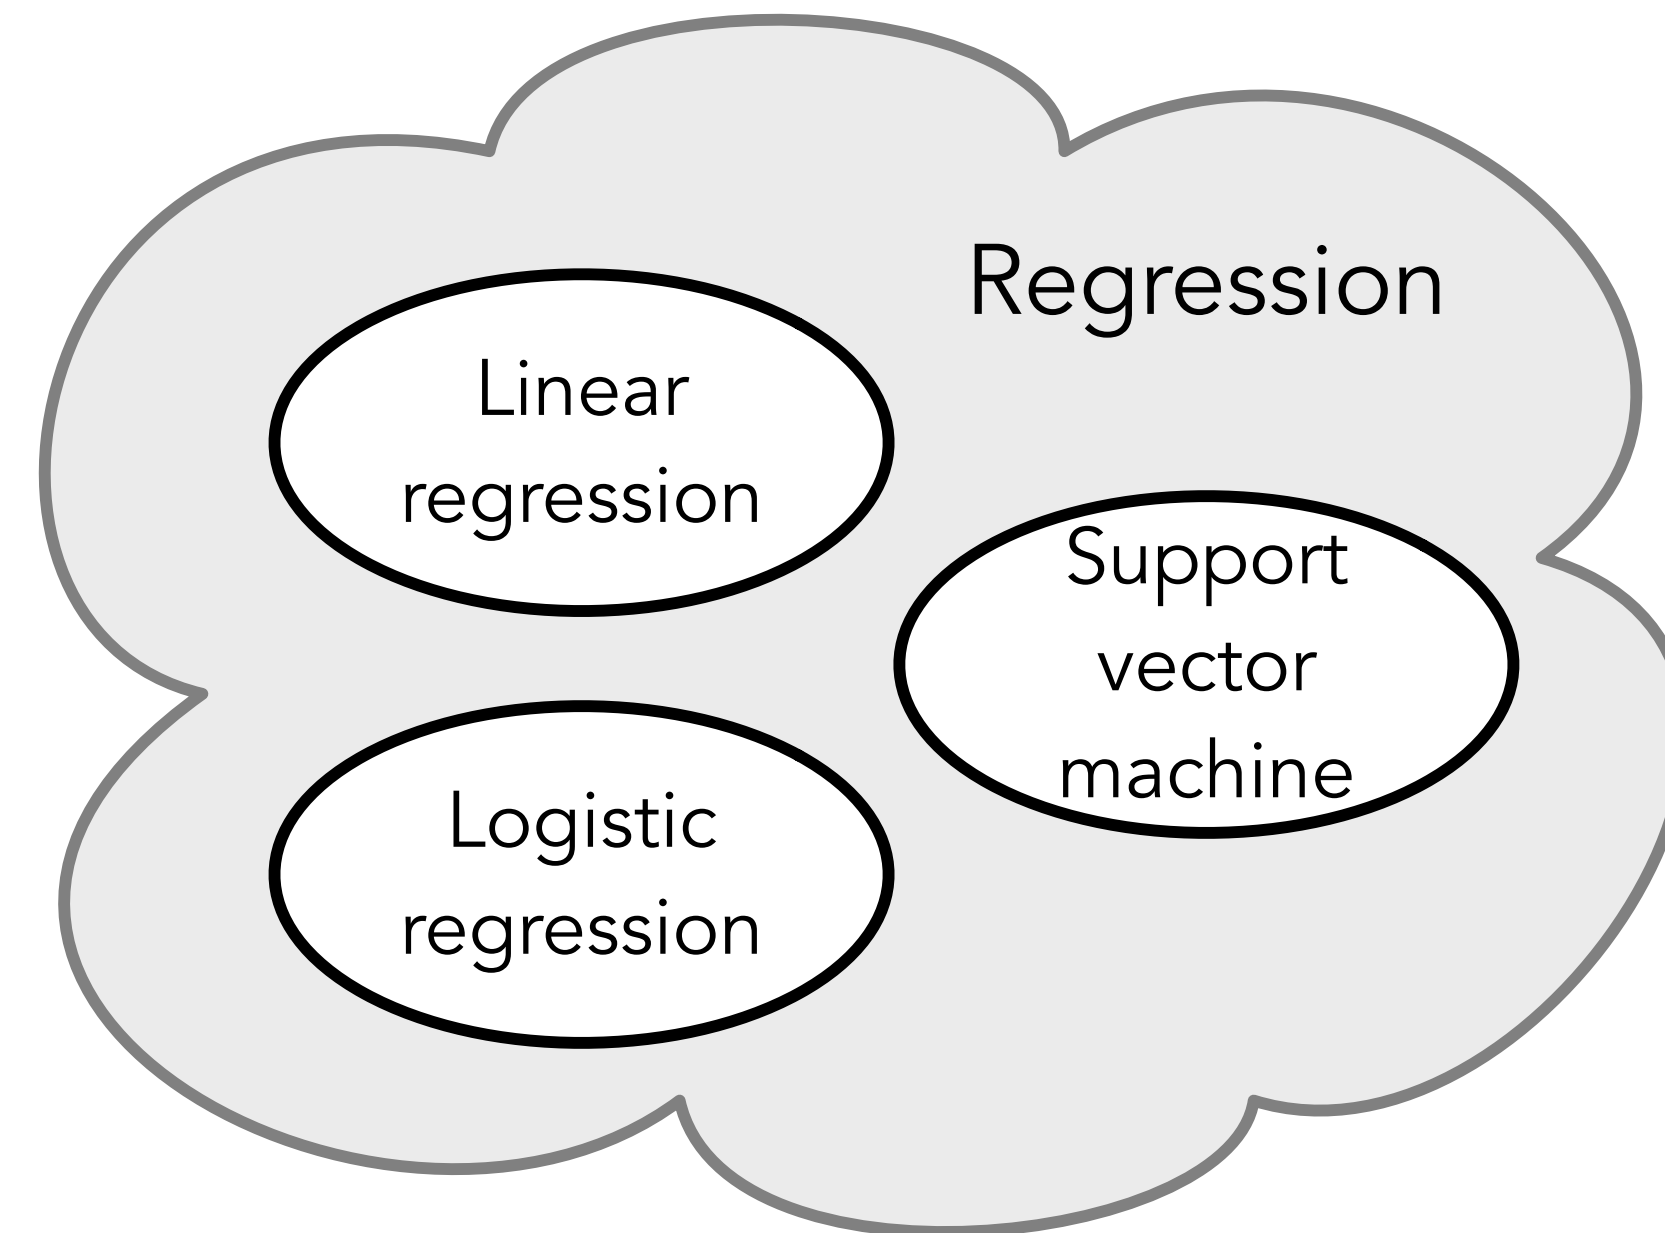 Regression
Linear
regression
Support
vector
machine
Logistic
regression